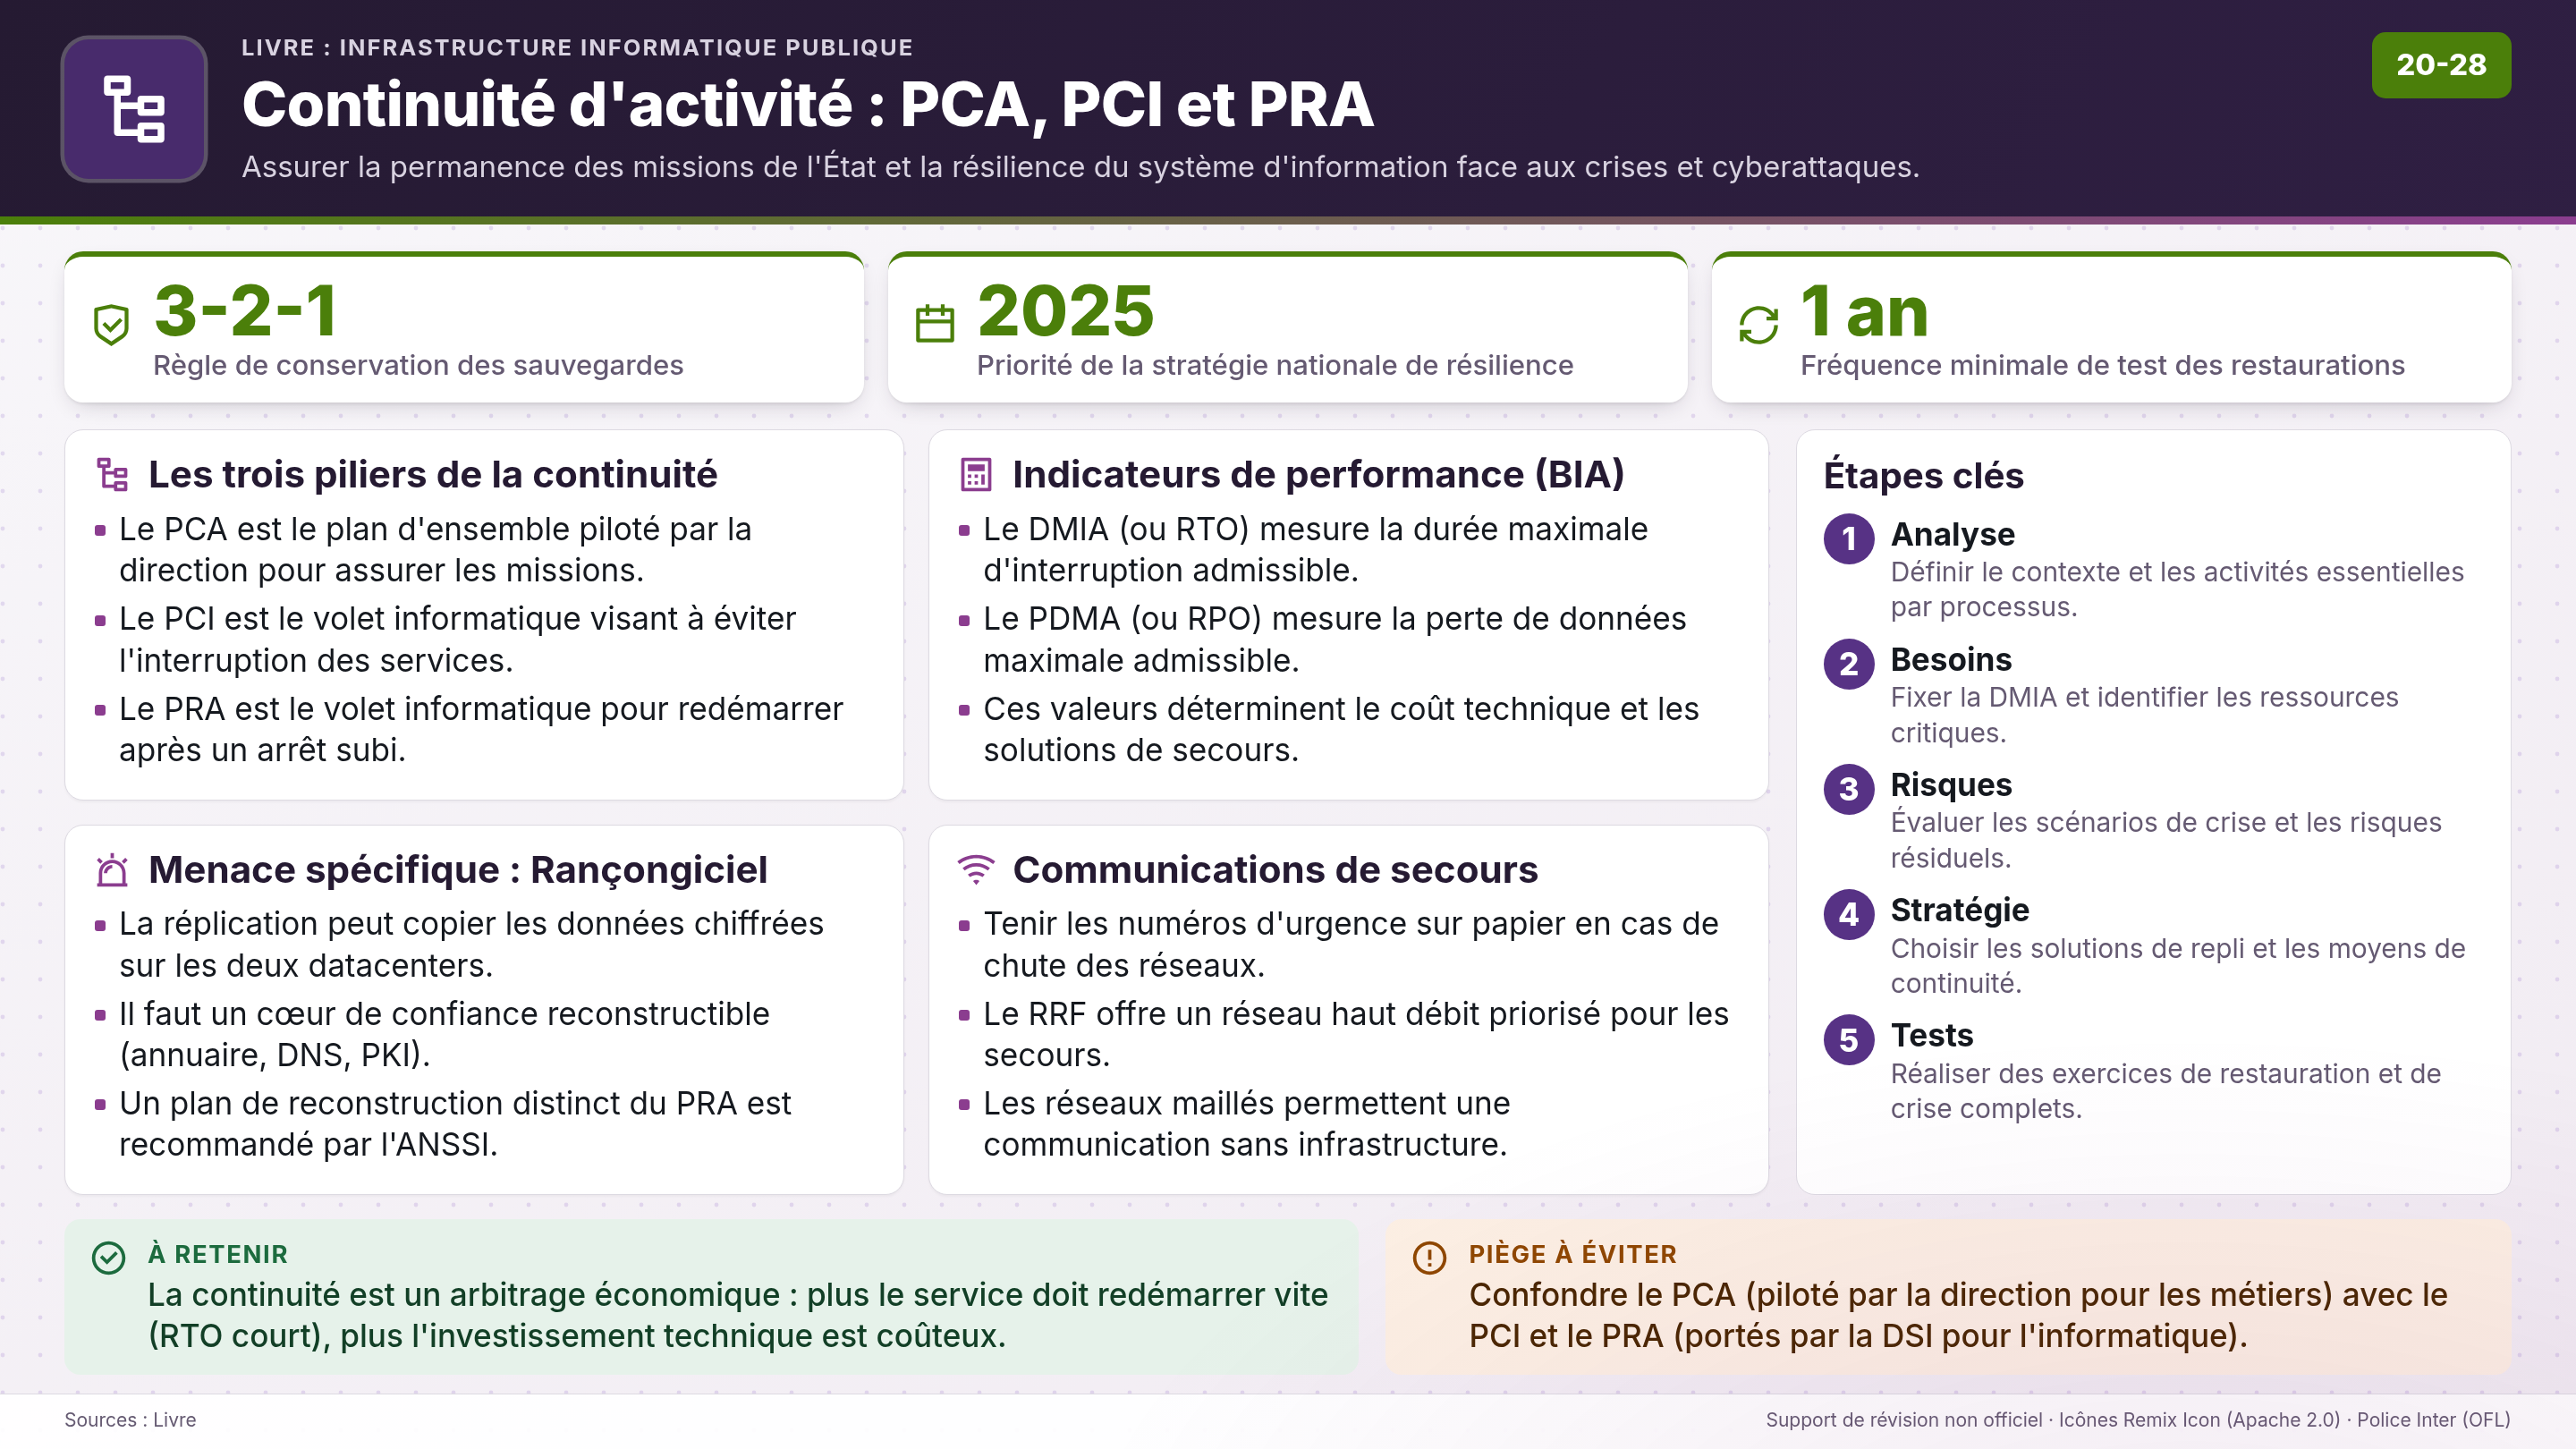 LIVRE : INFRASTRUCTURE INFORMATIQUE PUBLIQUE
Continuité d'activité : PCA, PCI et PRA
Assurer la permanence des missions de l'État et la résilience du système d'information face aux crises et cyberattaques.
20-28
3-2-1
Règle de conservation des sauvegardes
2025
Priorité de la stratégie nationale de résilience
1 an
Fréquence minimale de test des restaurations
Les trois piliers de la continuité
Le PCA est le plan d'ensemble piloté par la
direction pour assurer les missions.
Le PCI est le volet informatique visant à éviter
l'interruption des services.
Le PRA est le volet informatique pour redémarrer
après un arrêt subi.
Indicateurs de performance (BIA)
Le DMIA (ou RTO) mesure la durée maximale
d'interruption admissible.
Le PDMA (ou RPO) mesure la perte de données
maximale admissible.
Ces valeurs déterminent le coût technique et les
solutions de secours.
Menace spécifique : Rançongiciel
La réplication peut copier les données chiffrées
sur les deux datacenters.
Il faut un cœur de confiance reconstructible
(annuaire, DNS, PKI).
Un plan de reconstruction distinct du PRA est
recommandé par l'ANSSI.
Communications de secours
Tenir les numéros d'urgence sur papier en cas de
chute des réseaux.
Le RRF offre un réseau haut débit priorisé pour les
secours.
Les réseaux maillés permettent une
communication sans infrastructure.
Étapes clés
1 Analyse
Définir le contexte et les activités essentielles
par processus.
2 Besoins
Fixer la DMIA et identifier les ressources
critiques.
3 Risques
Évaluer les scénarios de crise et les risques
résiduels.
4 Stratégie
Choisir les solutions de repli et les moyens de
continuité.
5 Tests
Réaliser des exercices de restauration et de
crise complets.
À RETENIR
La continuité est un arbitrage économique : plus le service doit redémarrer vite
(RTO court), plus l'investissement technique est coûteux.
PIÈGE À ÉVITER
Confondre le PCA (piloté par la direction pour les métiers) avec le
PCI et le PRA (portés par la DSI pour l'informatique).
Sources : Livre
Support de révision non officiel · Icônes Remix Icon (Apache 2.0) · Police Inter (OFL)